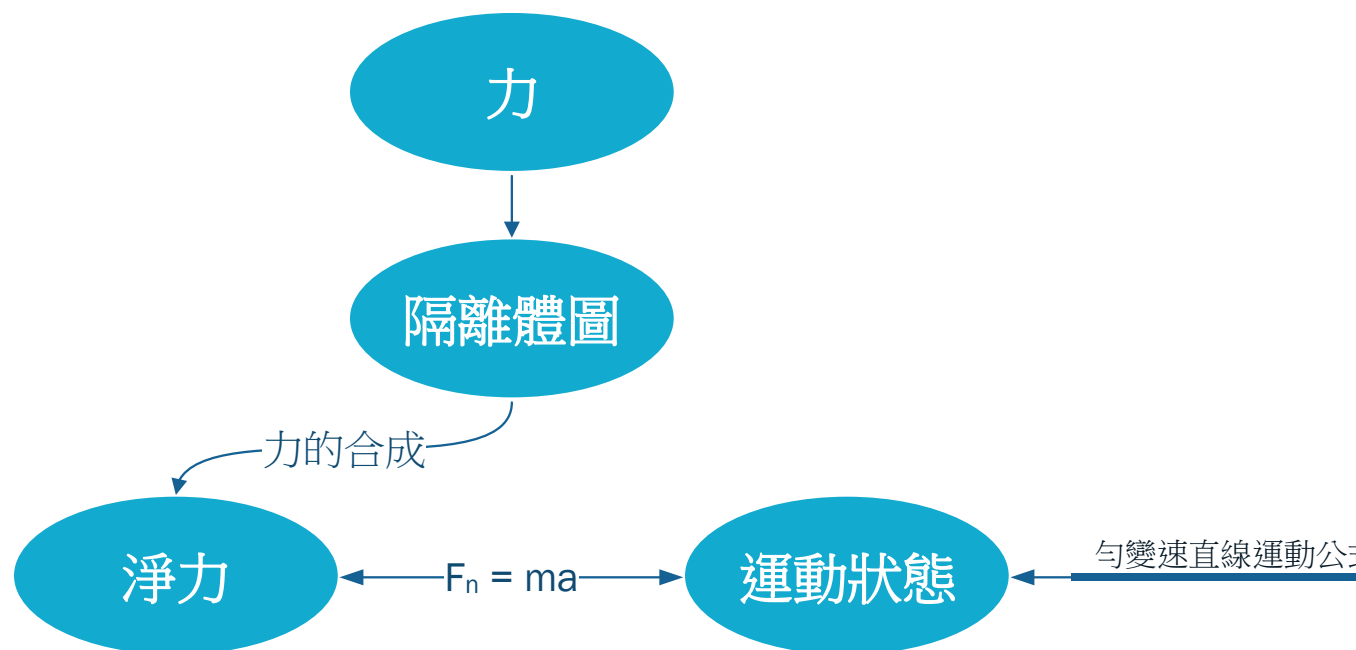 力
隔離體圖
力的合成
淨力
Fₙ = ma
運動狀態
勻變速直線運動公